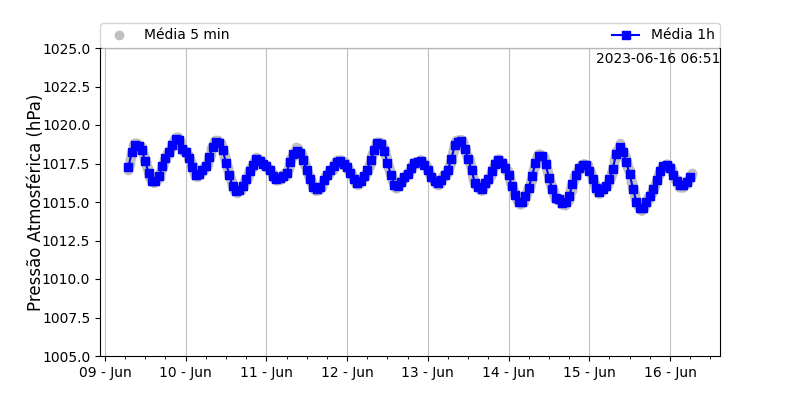 Média 5 min
Média 1h
2023-06-16 06:51
Pressão Atmosférica (hPa)
1025.0
1022.5
1020.0
1017.5
1015.0
1012.5
1010.0
1007.5
1005.0
09 - Jun 10 - Jun 11 - Jun 12 - Jun 13 - Jun 14 - Jun 15 - Jun 16 - Jun